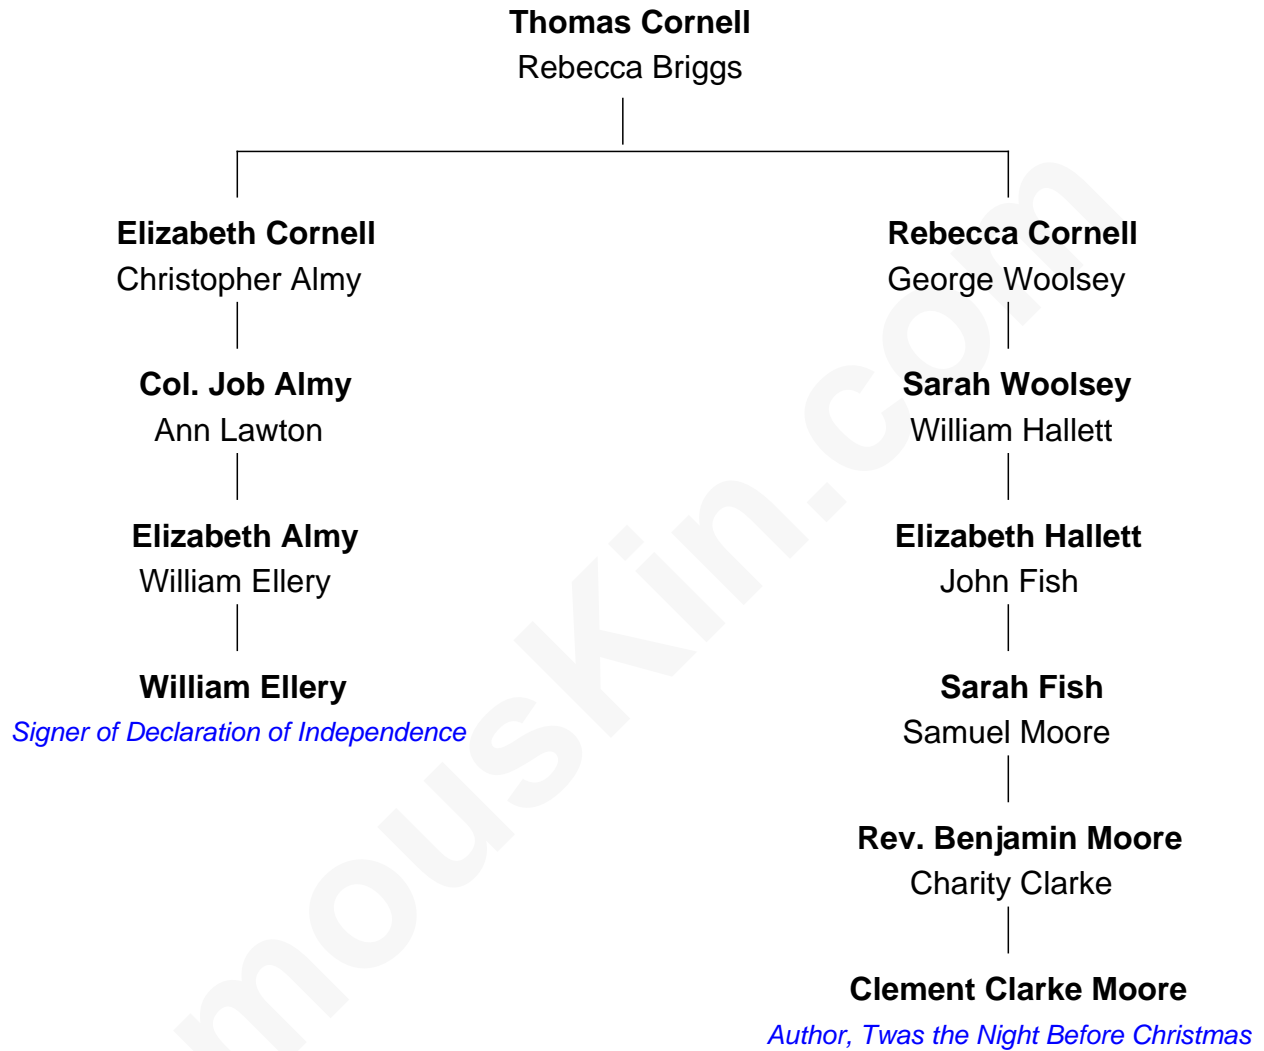 Thomas Cornell
Rebecca Briggs
Elizabeth Cornell
Christopher Almy
Rebecca Cornell
George Woolsey
Col. Job Almy
Ann Lawton
Sarah Woolsey
William Hallett
Elizabeth Almy
William Ellery
Elizabeth Hallett
John Fish
William Ellery
Signer of Declaration of Independence
Sarah Fish
Samuel Moore
Rev. Benjamin Moore
Charity Clarke
Clement Clarke Moore
Author, Twas the Night Before Christmas
mouskin.com